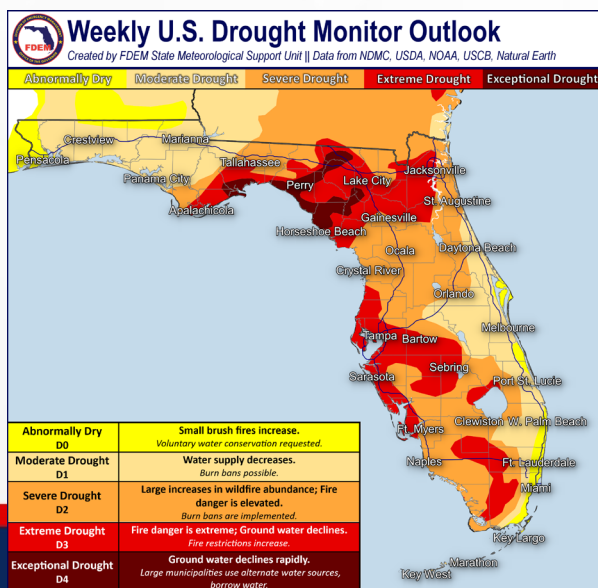 FDEM
Weekly U.S. Drought Monitor Outlook
Created by FDEM State Meteorological Support Unit || Data from NDMC, USDA, NOAA, USCB, Natural Earth
Abnormally Dry Moderate Drought Severe Drought Extreme Drought Exceptional Drought
Crestview
Marianna
Pensacola
Tallahassee
Jacksonville
Panama City
Perry
Lake City
St. Augustine
Apalachicola
Gainesville
Horseshoe Beach
Ocala
Daytona Beach
Crystal River
Orlando
Melbourne
Tampa
Bartow
Sebring
Sarasota
Port St. Lucie
Clewiston
W. Palm Beach
Ft. Myers
Naples
Ft. Lauderdale
Miami
Key Largo
Marathon
Key West
Abnormally Dry
D0
Small brush fires increase.
Voluntary water conservation requested.
Moderate Drought
D1
Water supply decreases.
Burn bans possible.
Severe Drought
D2
Large increases in wildfire abundance; Fire
danger is elevated.
Burn bans are implemented.
Extreme Drought
D3
Fire danger is extreme; Ground water declines.
Fire restrictions increase.
Exceptional Drought
D4
Ground water declines rapidly.
Large municipalities use alternate water sources,
borrow water.